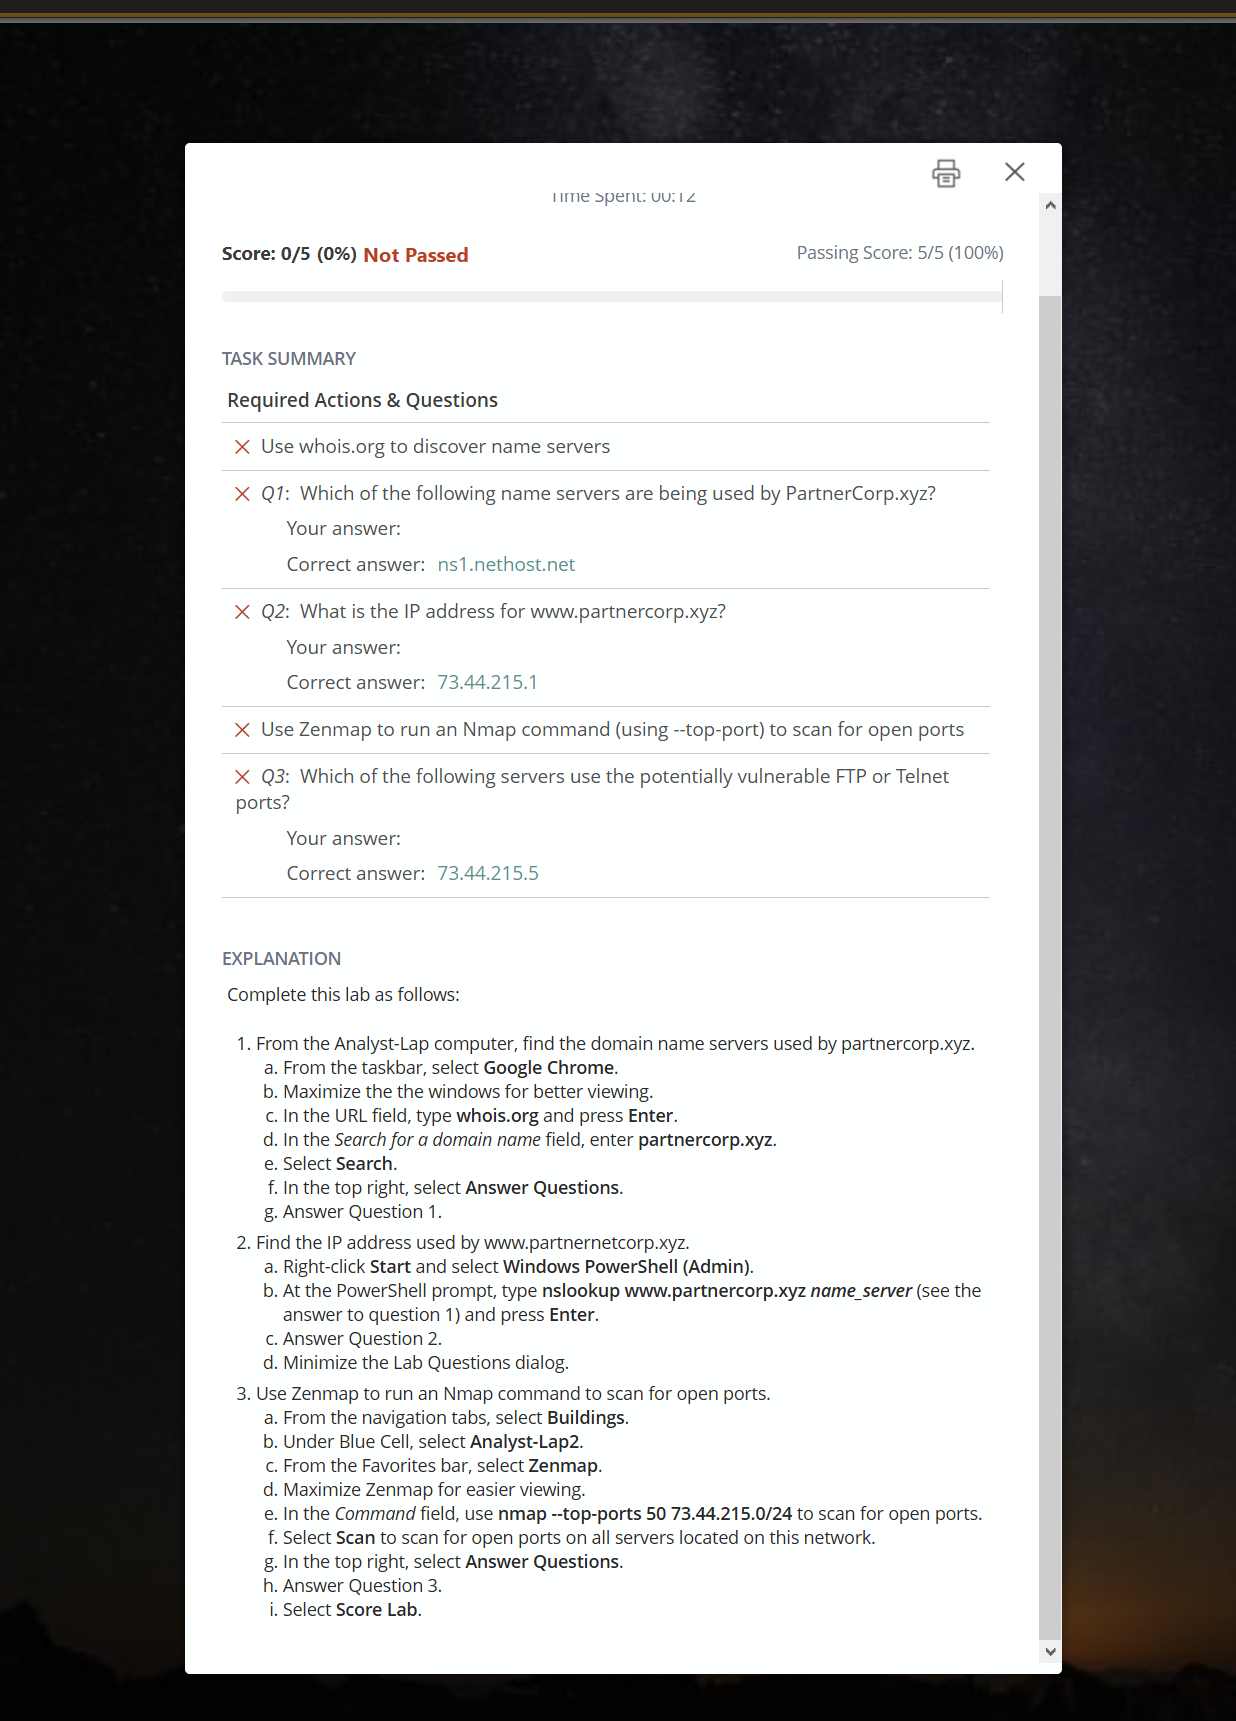 Time Spent: 00:12
Score: 0/5 (0%) Not Passed
Passing Score: 5/5 (100%)
TASK SUMMARY
Required Actions & Questions
Use whois.org to discover name servers
Q1: Which of the following name servers are being used by PartnerCorp.xyz?
Your answer:
Correct answer: ns1.nethost.net
Q2: What is the IP address for www.partnercorp.xyz?
Your answer:
Correct answer: 73.44.215.1
Use Zenmap to run an Nmap command (using --top-port) to scan for open ports
Q3: Which of the following servers use the potentially vulnerable FTP or Telnet
ports?
Your answer:
Correct answer: 73.44.215.5
EXPLANATION
Complete this lab as follows:
1. From the Analyst-Lap computer, find the domain name servers used by partnercorp.xyz.
a. From the taskbar, select Google Chrome.
b. Maximize the the windows for better viewing.
c. In the URL field, type whois.org and press Enter.
d. In the Search for a domain name field, enter partnercorp.xyz.
e. Select Search.
f. In the top right, select Answer Questions.
g. Answer Question 1.
2. Find the IP address used by www.partnernetcorp.xyz.
a. Right-click Start and select Windows PowerShell (Admin).
b. At the PowerShell prompt, type nslookup www.partnercorp.xyz name_server (see the
answer to question 1) and press Enter.
c. Answer Question 2.
d. Minimize the Lab Questions dialog.
3. Use Zenmap to run an Nmap command to scan for open ports.
a. From the navigation tabs, select Buildings.
b. Under Blue Cell, select Analyst-Lap2.
c. From the Favorites bar, select Zenmap.
d. Maximize Zenmap for easier viewing.
e. In the Command field, use nmap --top-ports 50 73.44.215.0/24 to scan for open ports.
f. Select Scan to scan for open ports on all servers located on this network.
g. In the top right, select Answer Questions.
h. Answer Question 3.
i. Select Score Lab.